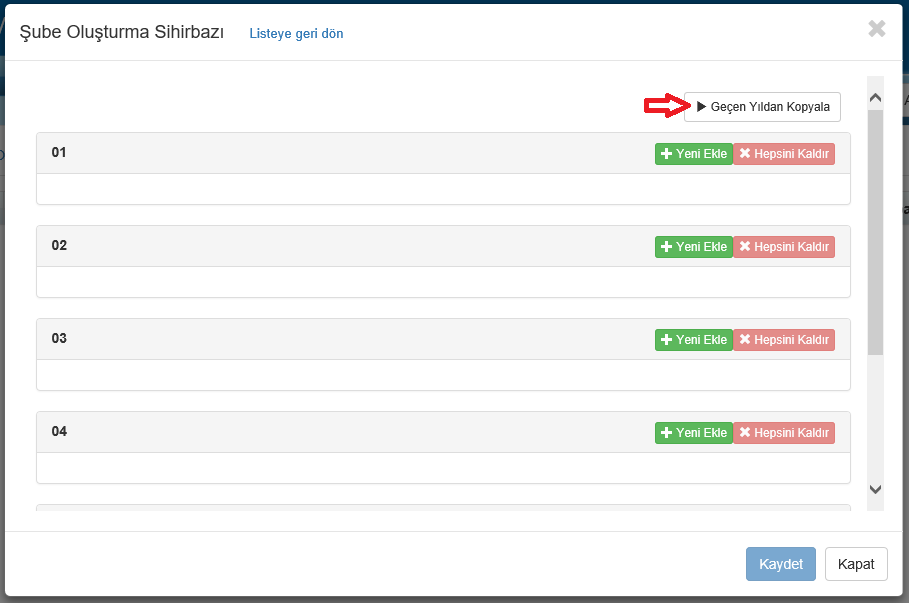 Şube Oluşturma Sihirbazı Listeye geri dön
Geçen Yıldan Kopyala
01 Yeni Ekle Hepsini Kaldır
02 Yeni Ekle Hepsini Kaldır
03 Yeni Ekle Hepsini Kaldır
04 Yeni Ekle Hepsini Kaldır
Kaydet Kapat